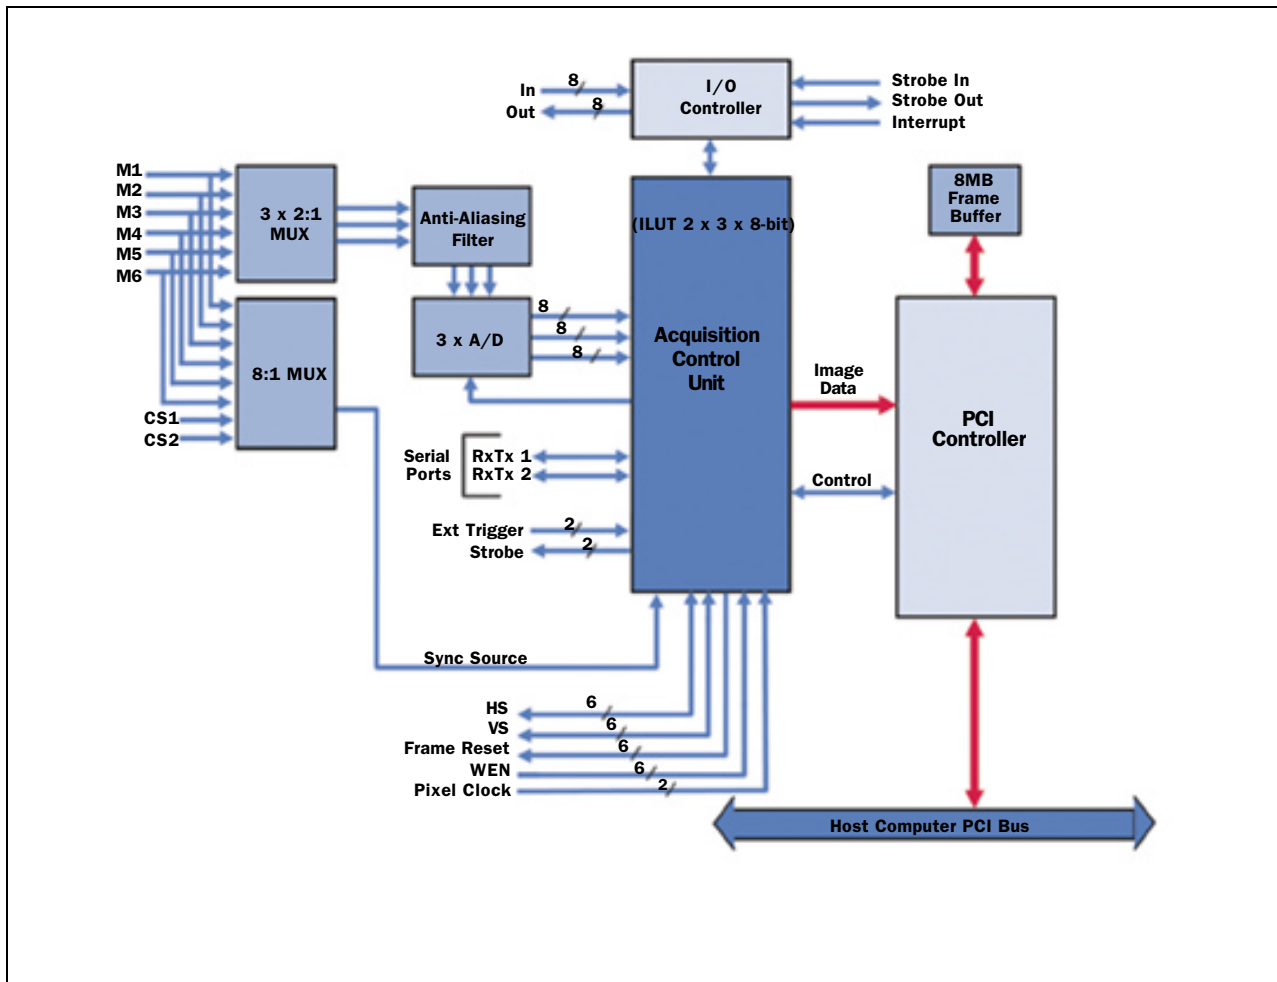 I/O
Controller
In
8
Out
8
Strobe In
Strobe Out
Interrupt
M1
M2
M3
M4
M5
M6
3 x 2:1
MUX
Anti-Aliasing
Filter
(ILUT 2 x 3 x 8-bit)
8MB
Frame
Buffer
8:1 MUX
CS1
CS2
3 x A/D
8
8
8
Acquisition
Control
Unit
Image
Data
PCI
Controller
Control
Serial
Ports
RxTx 1
RxTx 2
Ext Trigger
2
Strobe
2
Sync Source
HS
6
VS
6
Frame Reset
6
WEN
6
Pixel Clock
2
Host Computer PCI Bus